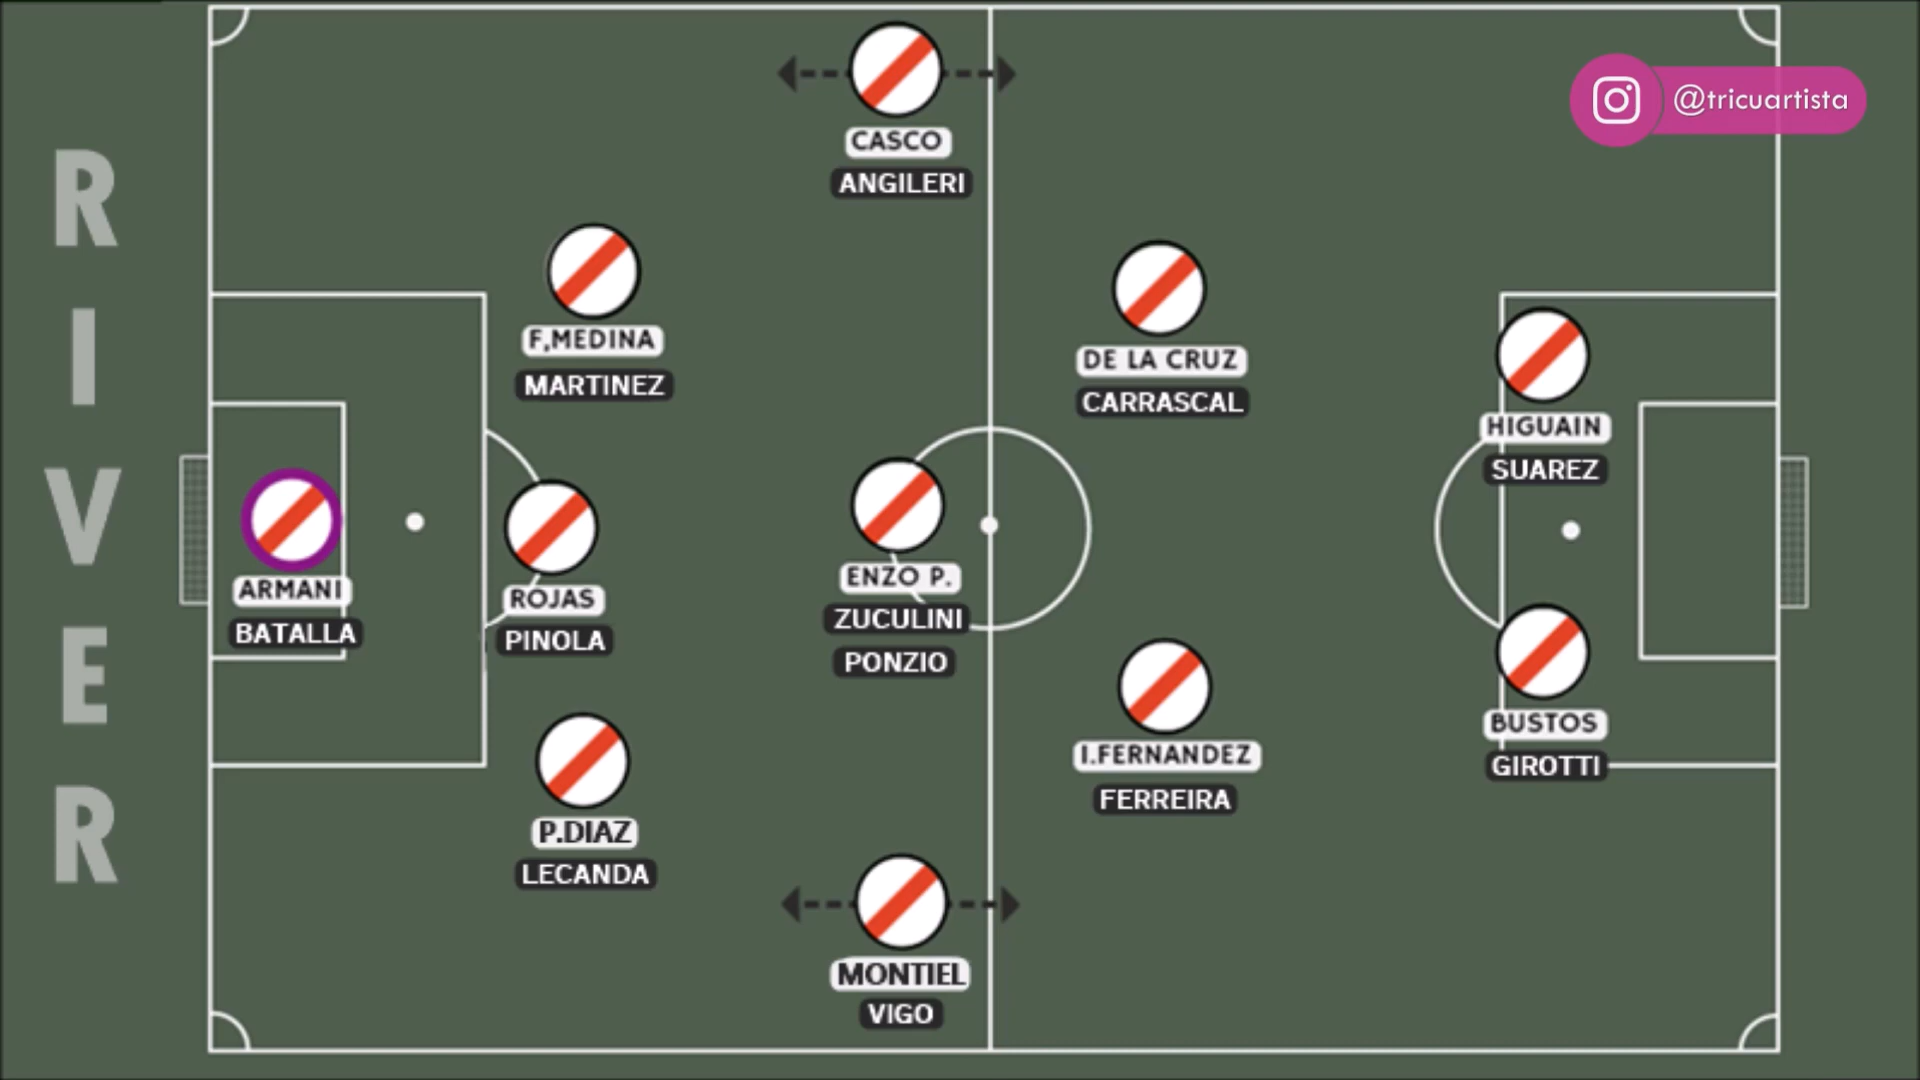 RIVER
@tricuartista
CASCO
ANGILERI
F,MEDINA
MARTINEZ
DE LA CRUZ
CARRASCAL
HIGUAIN
SUAREZ
ARMANI
BATALLA
ROJAS
PINOLA
ENZO P.
ZUCULINI
PONZIO
I.FERNANDEZ
FERREIRA
BUSTOS
GIROTTI
P.DIAZ
LECANDA
MONTIEL
VIGO